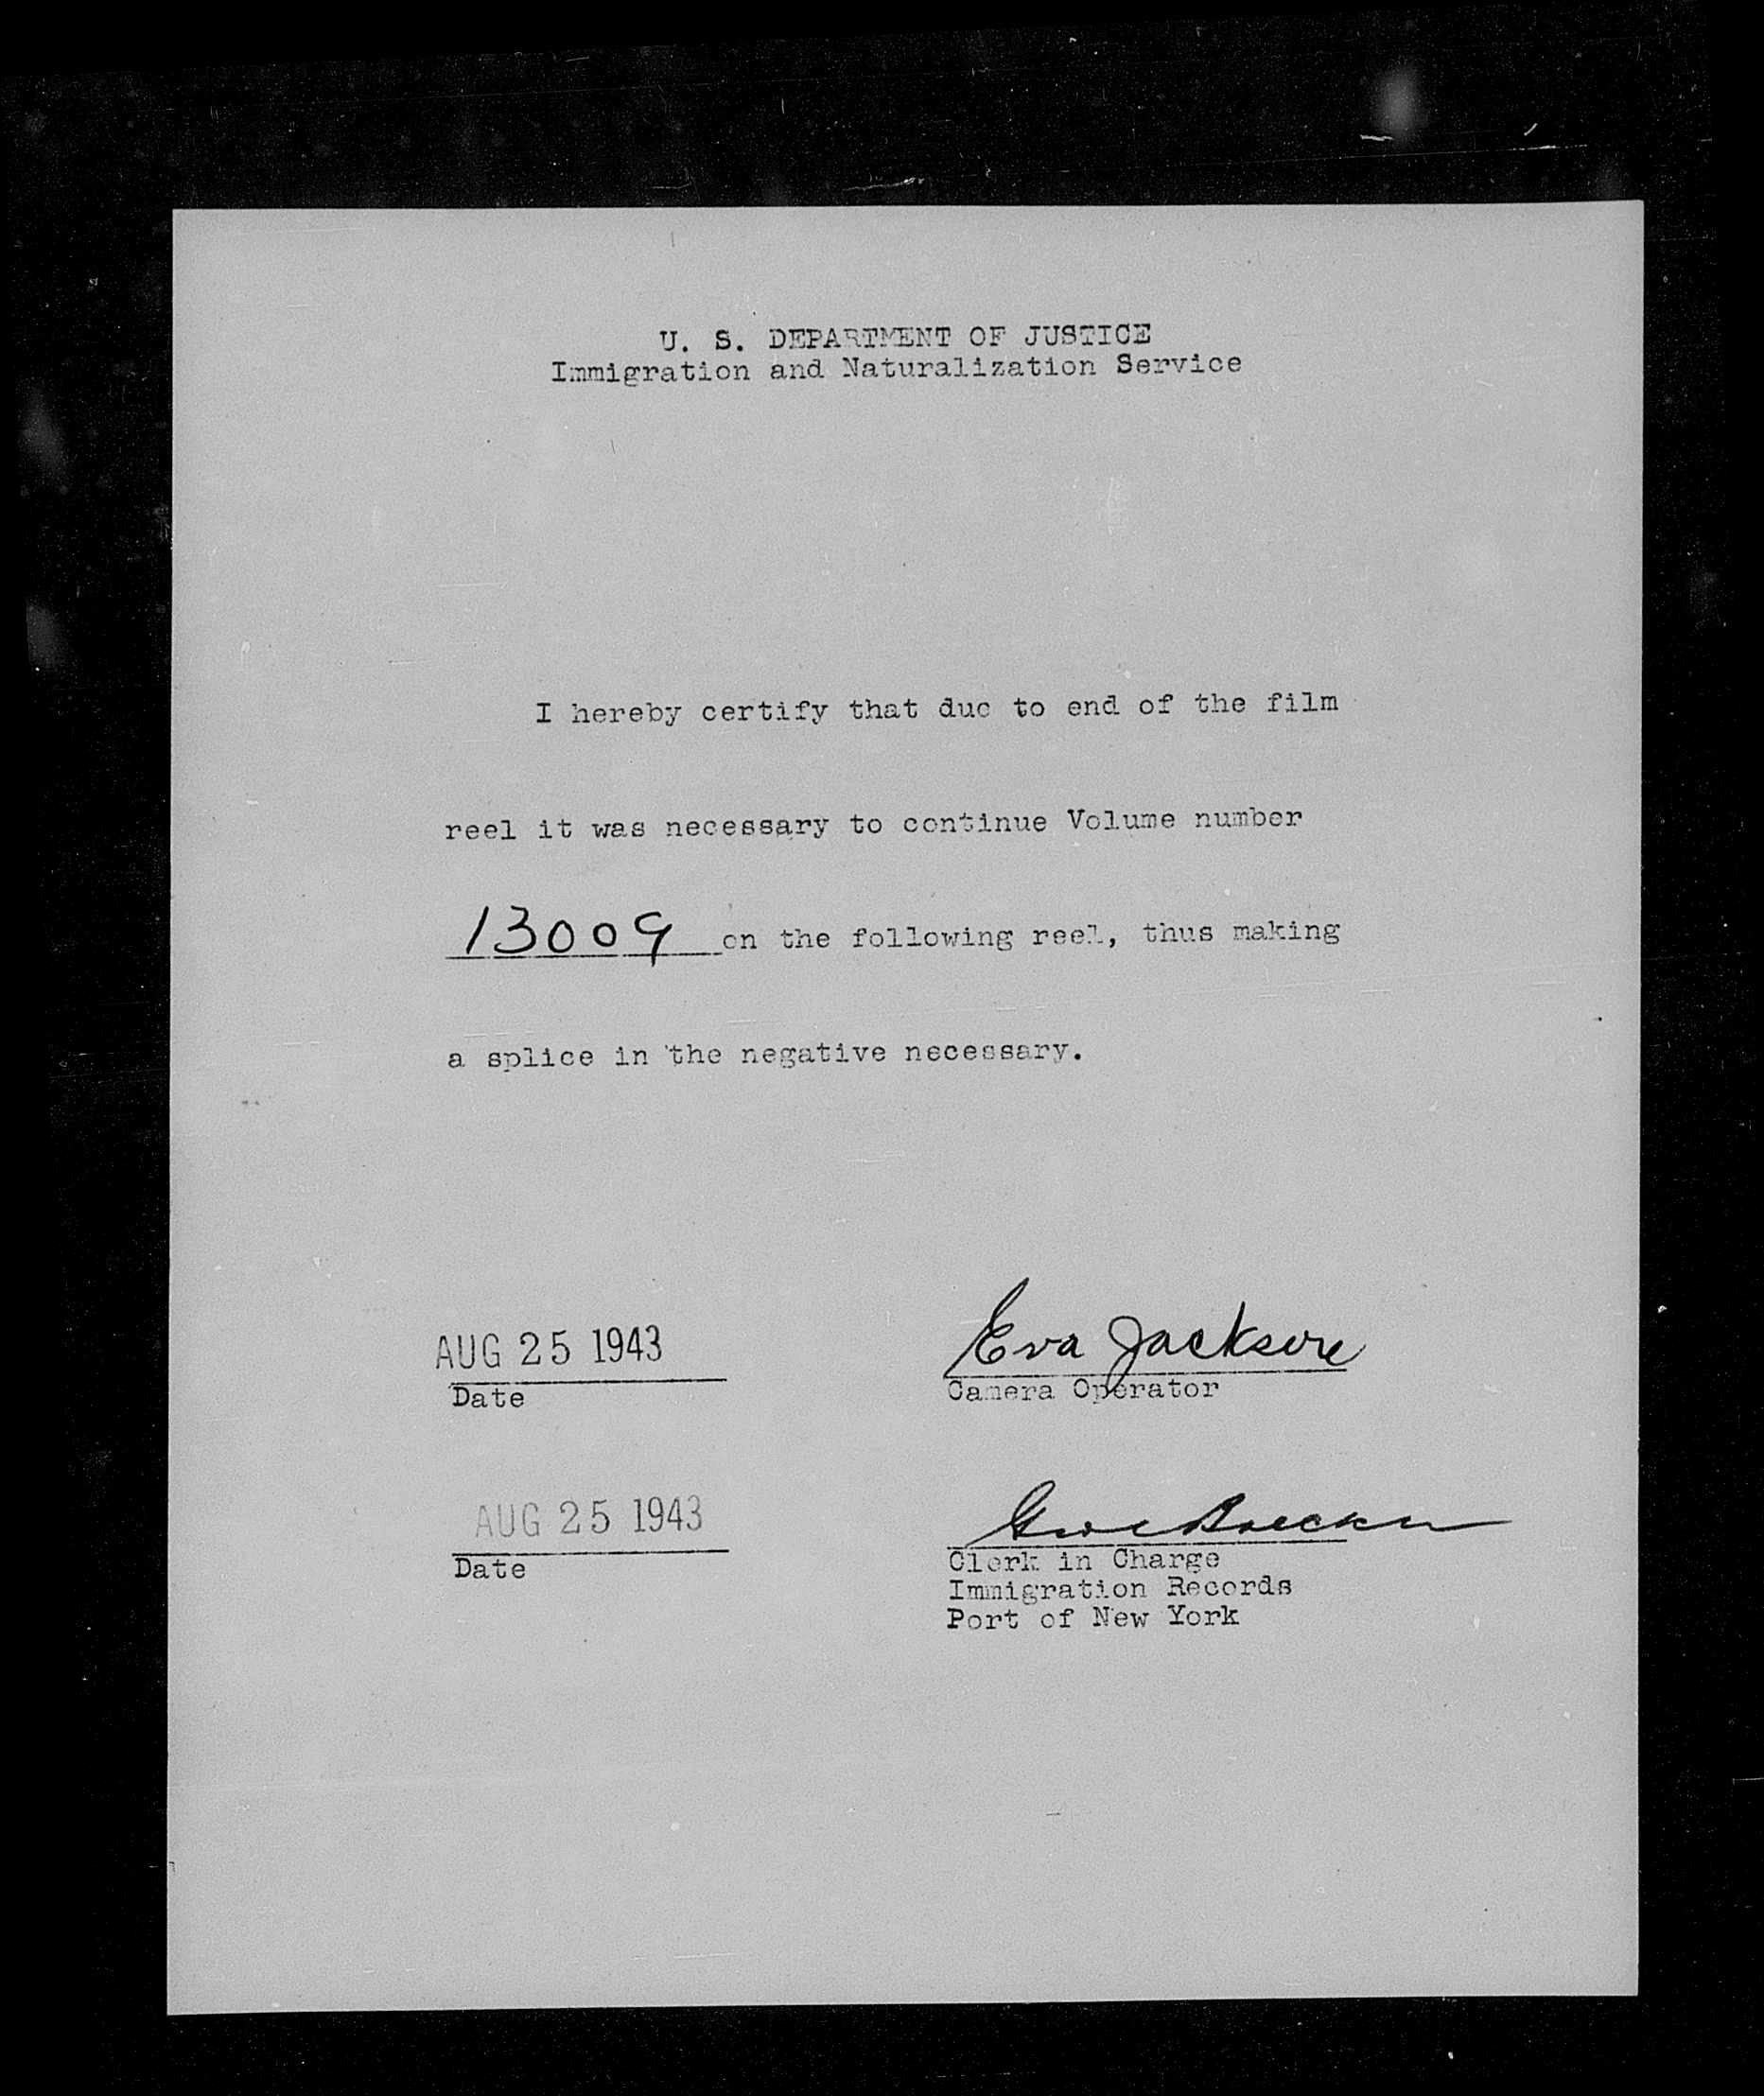 U. S. DEPARTMENT OF JUSTICE
Immigration and Naturalization Service
I hereby certify that due to end of the film
reel it was necessary to continue Volume number
13009 on the following reel, thus making
a splice in the negative necessary.
AUG 25 1943
Eva Jackson
Date
Camera Operator
AUG 25 1943
Date
Clerk in Charge
Immigration Records
Port of New York